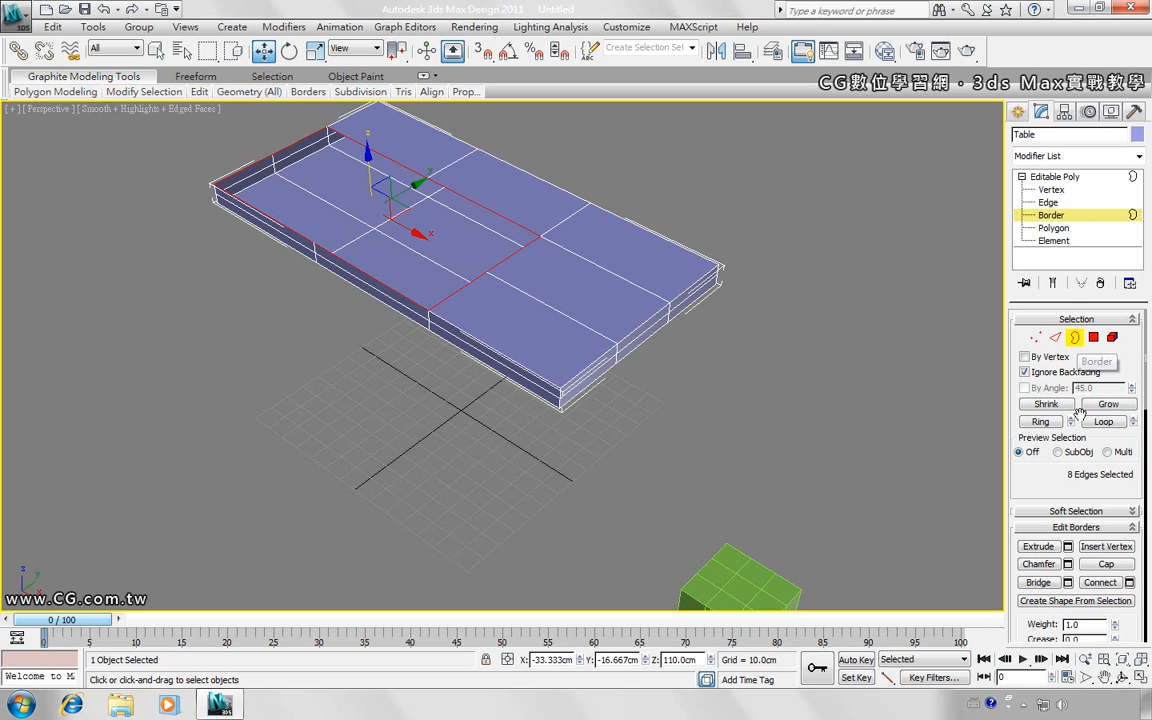 Autodesk 3ds Max Design 2011 Untitled
Type a keyword or phrase
Edit Tools Group Views Create Modifiers Animation Graph Editors Rendering Lighting Analysis Customize MAXScript Help
All View Create Selection Set
Graphite Modeling Tools Freeform Selection Object Paint
Polygon Modeling Modify Selection Edit Geometry (All) Borders Subdivision Tris Align Prop...
CG數位學習網・3ds Max實戰教學
[ + ] [ Perspective ] [ Smooth + Highlights + Edged Faces ]
Table
Modifier List
Editable Poly
Vertex
Edge
Border
Polygon
Element
Selection
By Vertex
Border
Ignore Backfacing
By Angle: 45.0
Shrink Grow
Ring Loop
Preview Selection
Off SubObj Multi
8 Edges Selected
Soft Selection
Edit Borders
Extrude Insert Vertex
Chamfer Cap
Bridge Connect
Create Shape From Selection
Weight: 1.0
Crease: 0.0
z
y
x
www.CG.com.tw
0 / 100
0 5 10 15 20 25 30 35 40 45 50 55 60 65 70 75 80 85 90 95 100
1 Object Selected X: -33.333cm Y: -16.667cm Z: 110.0cm Grid = 10.0cm Auto Key Selected
Welcome to M Click or click-and-drag to select objects Add Time Tag Set Key Key Filters... 0